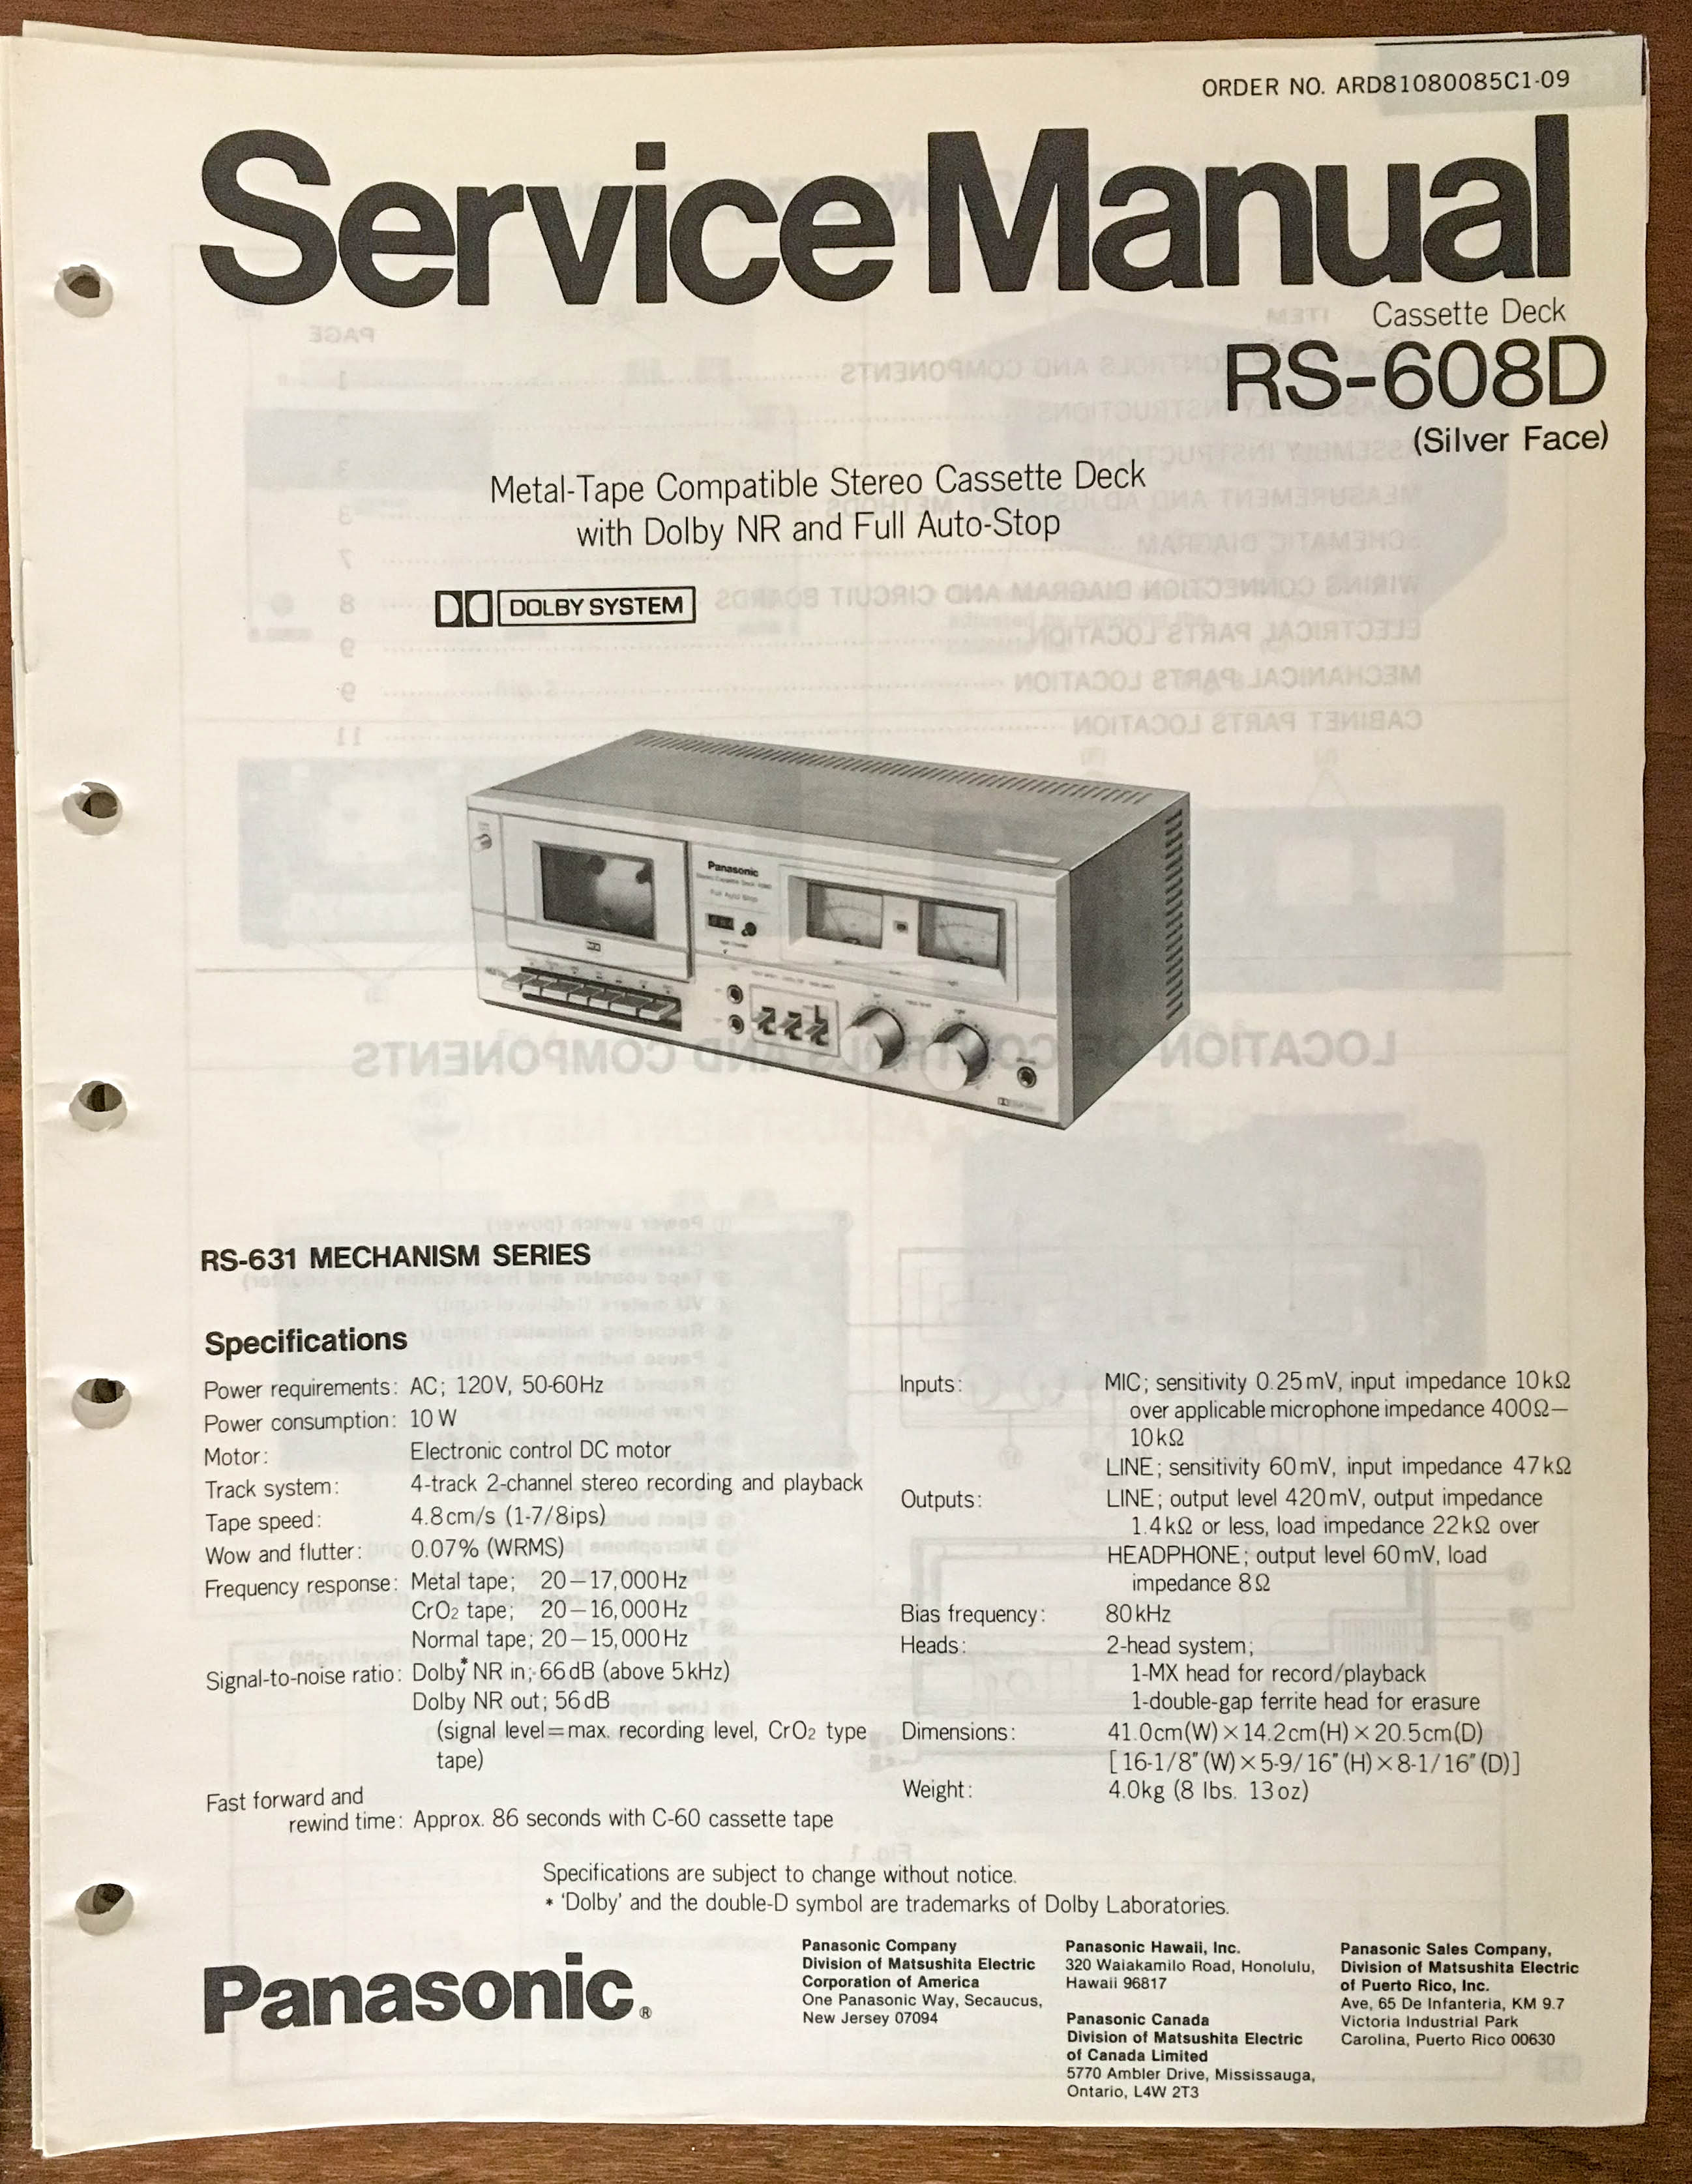 ORDER NO. ARD81080085C1-09
Service Manual
Cassette Deck
RS-608D
(Silver Face)
Metal-Tape Compatible Stereo Cassette Deck
with Dolby NR and Full Auto-Stop
DOLBY SYSTEM
Panasonic
RS-631 MECHANISM SERIES
Specifications
Power requirements: AC; 120V, 50-60Hz
Power consumption: 10 W
Motor: Electronic control DC motor
Track system: 4-track 2-channel stereo recording and playback
Tape speed: 4.8cm/s (1-7/8ips)
Wow and flutter: 0.07% (WRMS)
Frequency response: Metal tape; 20–17,000Hz
CrO2 tape; 20–16,000Hz
Normal tape; 20–15,000Hz
Signal-to-noise ratio: Dolby* NR in; 66dB (above 5kHz)
Dolby NR out; 56dB
(signal level=max. recording level, CrO2 type
tape)
Fast forward and
rewind time: Approx. 86 seconds with C-60 cassette tape
Inputs: MIC; sensitivity 0.25mV, input impedance 10kΩ
over applicable microphone impedance 400Ω–
10kΩ
LINE; sensitivity 60mV, input impedance 47kΩ
Outputs: LINE; output level 420mV, output impedance
1.4kΩ or less, load impedance 22kΩ over
HEADPHONE; output level 60mV, load
impedance 8Ω
Bias frequency: 80kHz
Heads: 2-head system;
1-MX head for record/playback
1-double-gap ferrite head for erasure
Dimensions: 41.0cm(W)×14.2cm(H)×20.5cm(D)
[16-1/8"(W)×5-9/16"(H)×8-1/16"(D)]
Weight: 4.0kg (8 lbs. 13oz)
Specifications are subject to change without notice.
* 'Dolby' and the double-D symbol are trademarks of Dolby Laboratories.
Panasonic®
Panasonic Company
Division of Matsushita Electric
Corporation of America
One Panasonic Way, Secaucus,
New Jersey 07094
Panasonic Hawaii, Inc.
320 Waiakamilo Road, Honolulu,
Hawaii 96817
Panasonic Canada
Division of Matsushita Electric
of Canada Limited
5770 Ambler Drive, Mississauga,
Ontario, L4W 2T3
Panasonic Sales Company,
Division of Matsushita Electric
of Puerto Rico, Inc.
Ave, 65 De Infanteria, KM 9.7
Victoria Industrial Park
Carolina, Puerto Rico 00630